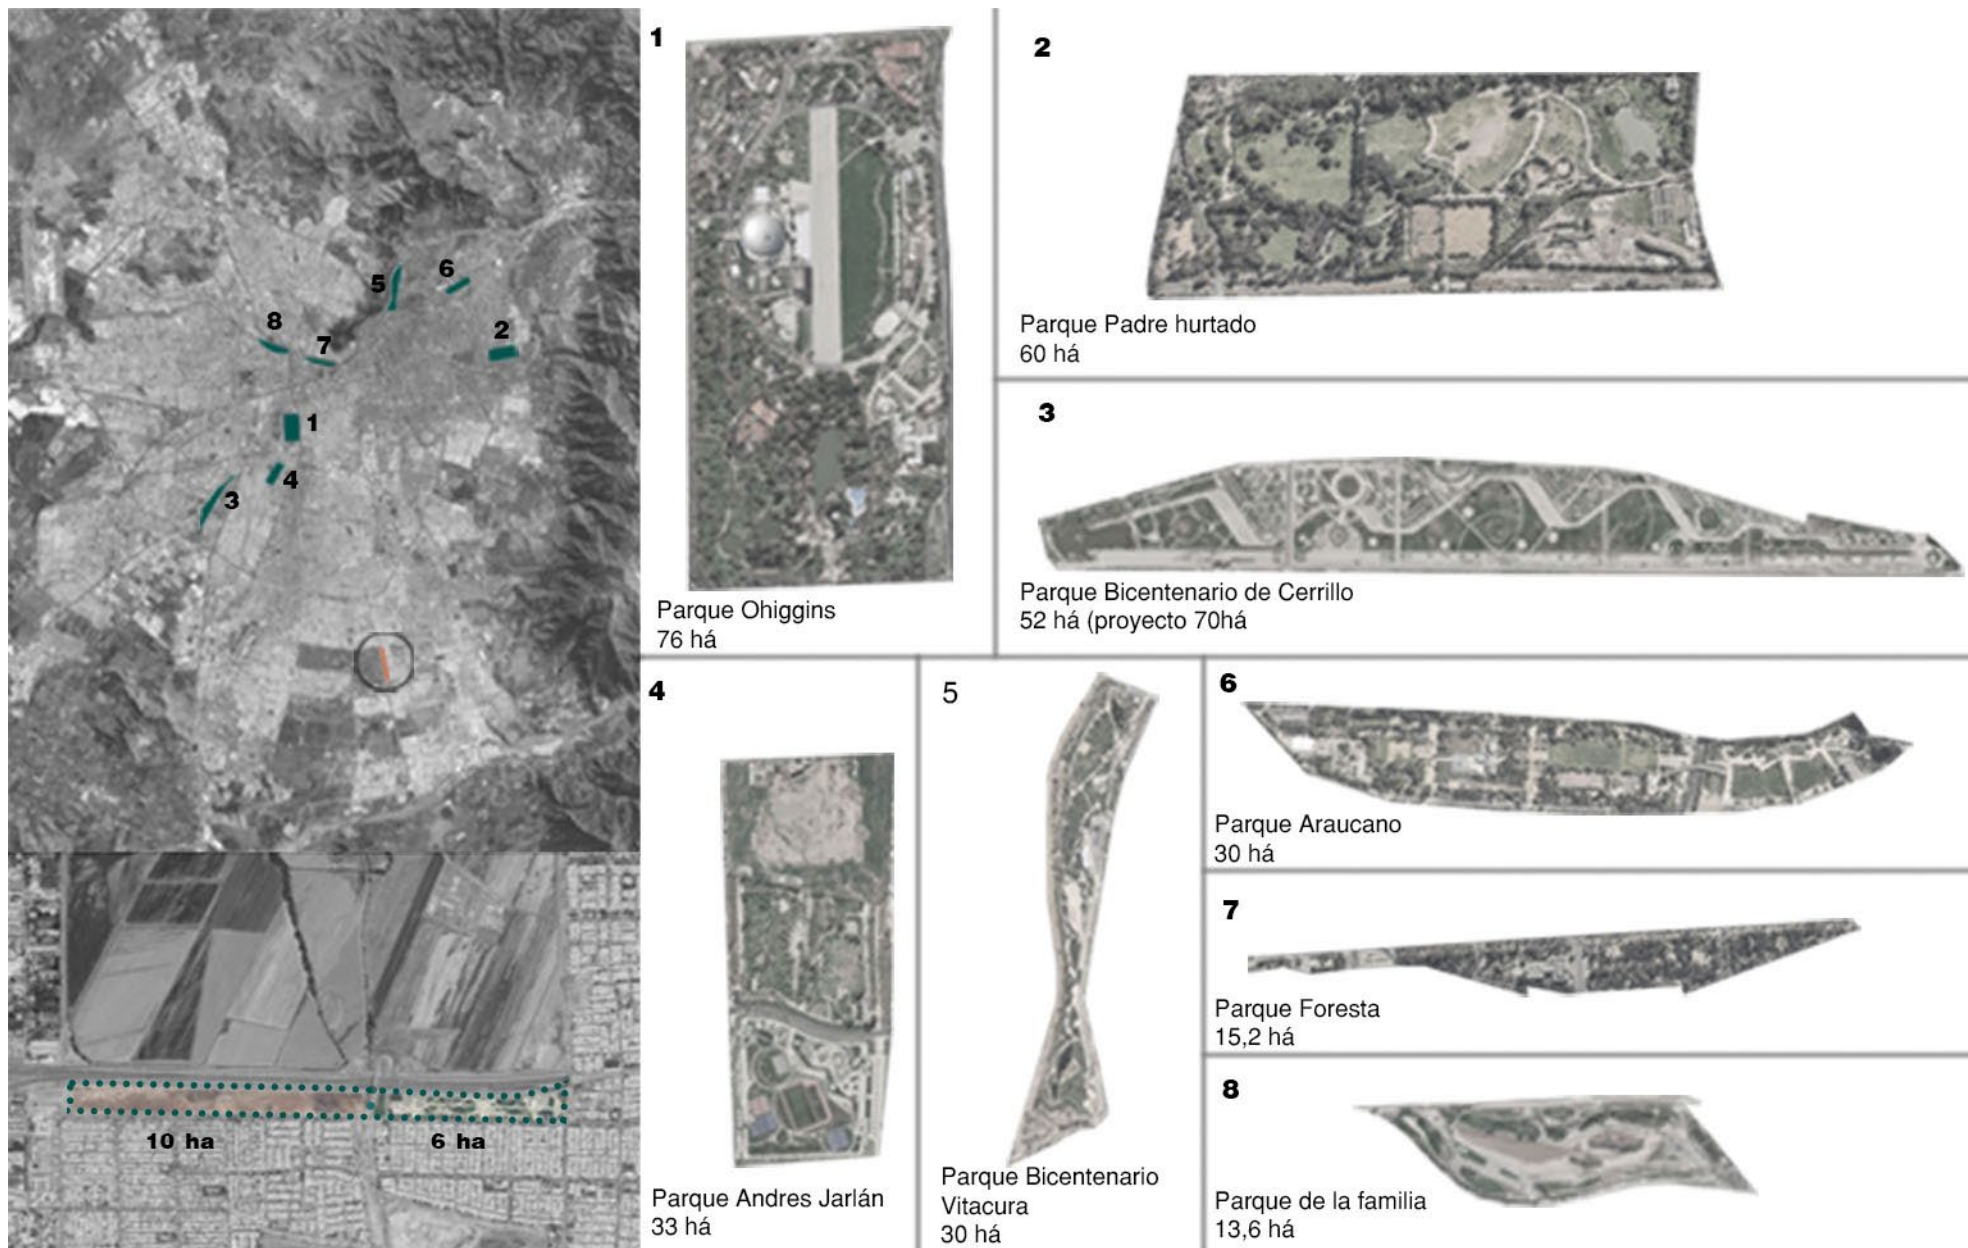 5
6
8
7
2
1
4
3
10 ha
6 ha
1
Parque Ohiggins
76 há
2
Parque Padre hurtado
60 há
3
Parque Bicentenario de Cerrillo
52 há (proyecto 70há
4
Parque Andres Jarlán
33 há
5
Parque Bicentenario
Vitacura
30 há
6
Parque Araucano
30 há
7
Parque Foresta
15,2 há
8
Parque de la familia
13,6 há